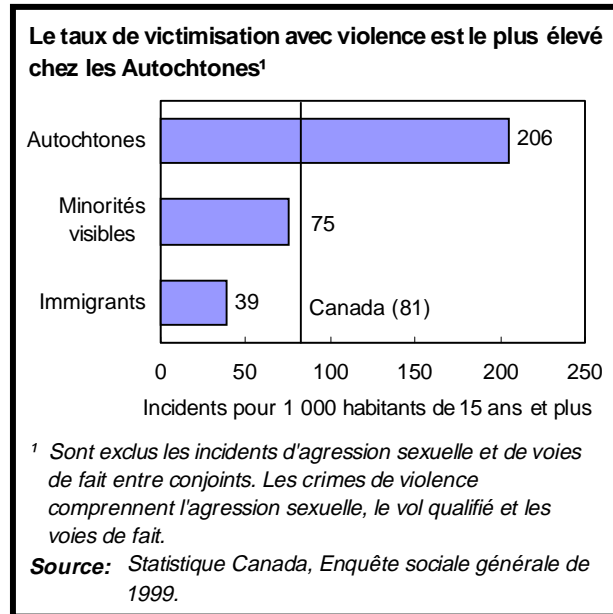 Le taux de victimisation avec violence est le plus élevé
chez les Autochtones¹
Autochtones
206
Minorités
visibles
75
Immigrants
39
Canada (81)
0 50 100 150 200 250
Incidents pour 1 000 habitants de 15 ans et plus
¹ Sont exclus les incidents d'agression sexuelle et de voies
de fait entre conjoints. Les crimes de violence
comprennent l'agression sexuelle, le vol qualifié et les
voies de fait.
Source: Statistique Canada, Enquête sociale générale de
1999.